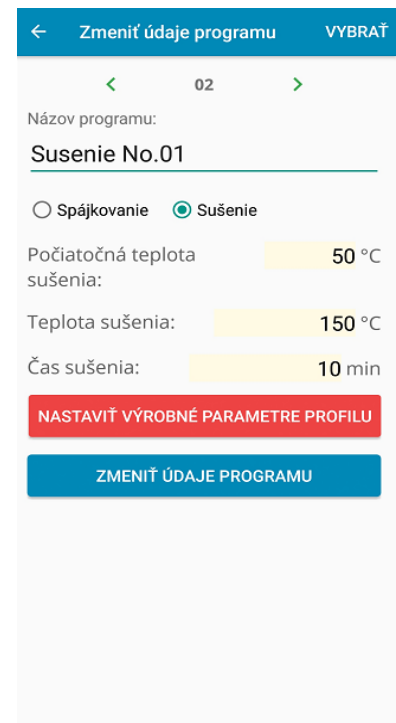 ← Zmeniť údaje programu VYBRAŤ
< 02 >
Názov programu:
Susenie No.01
Spájkovanie Sušenie
Počiatočná teplota
sušenia:
50 °C
Teplota sušenia: 150 °C
Čas sušenia: 10 min
NASTAVIŤ VÝROBNÉ PARAMETRE PROFILU
ZMENIŤ ÚDAJE PROGRAMU